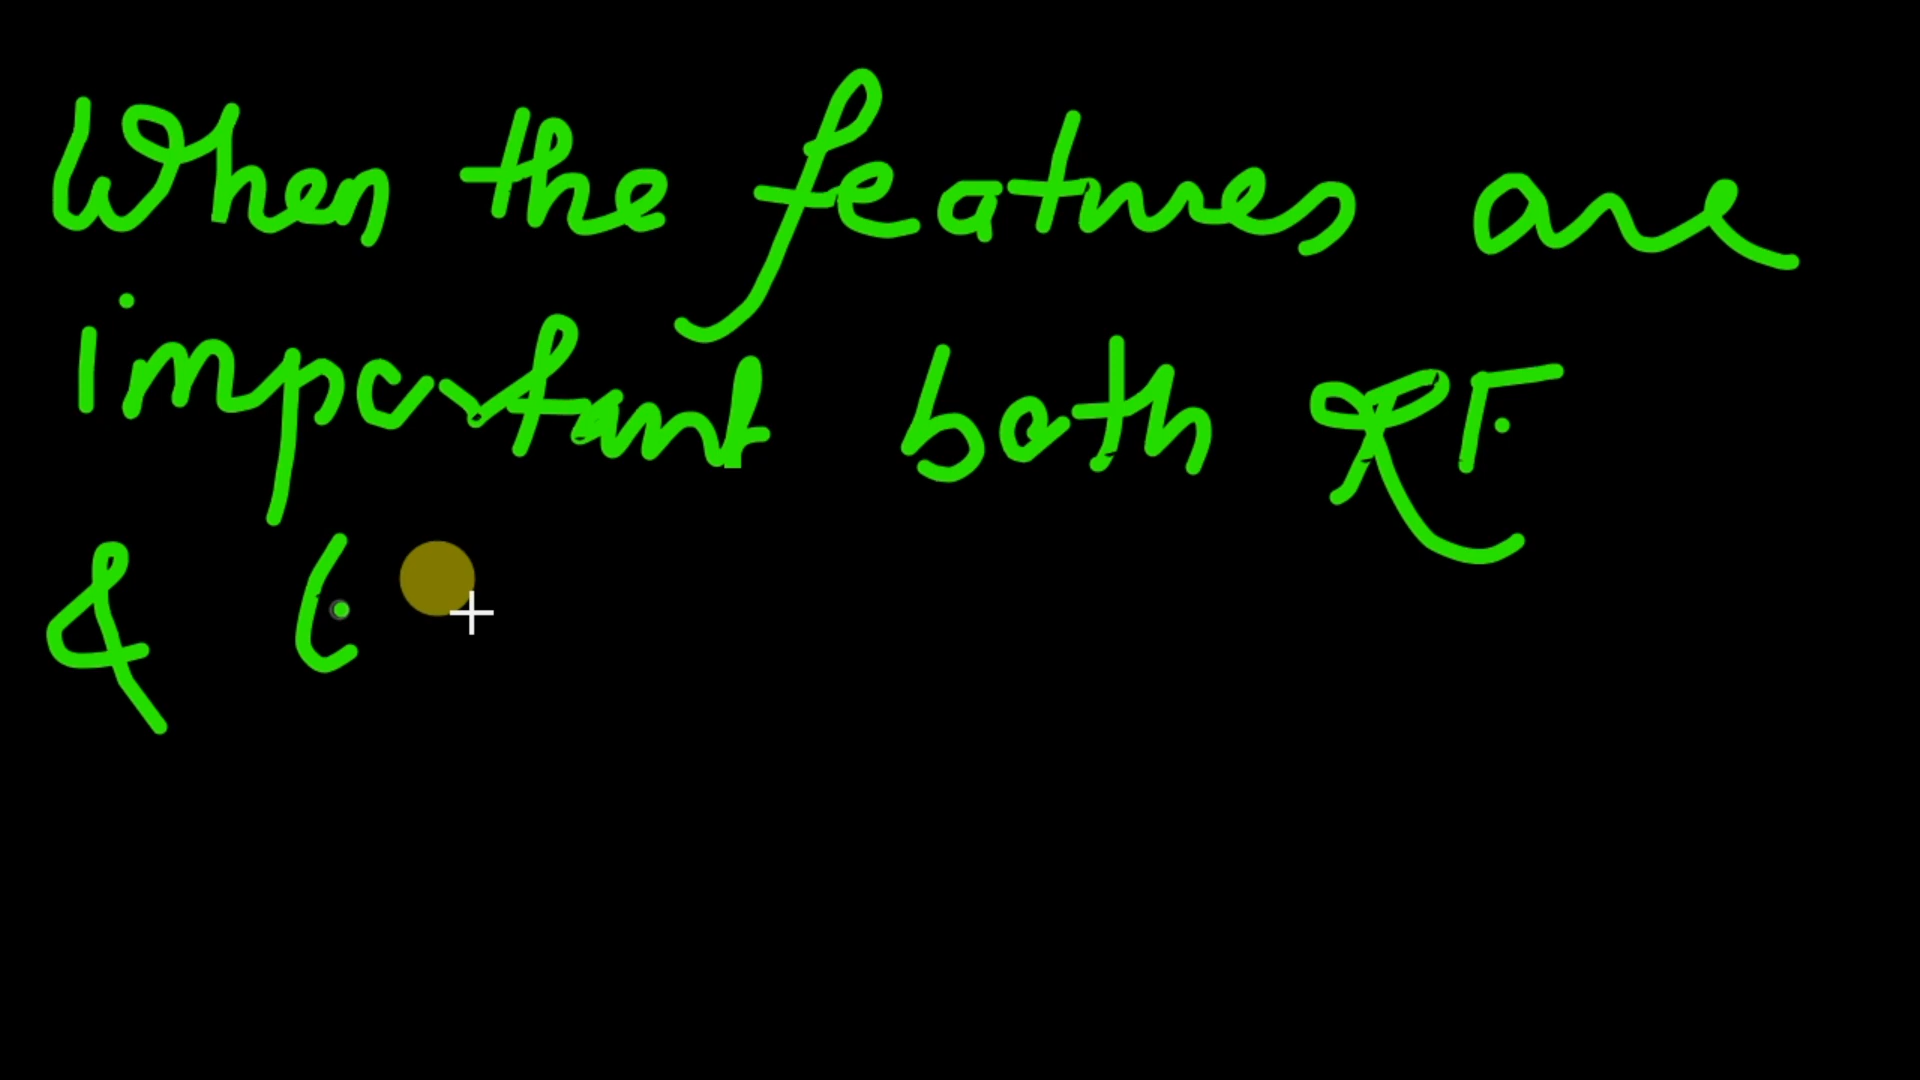 When the features are
important both RF
&